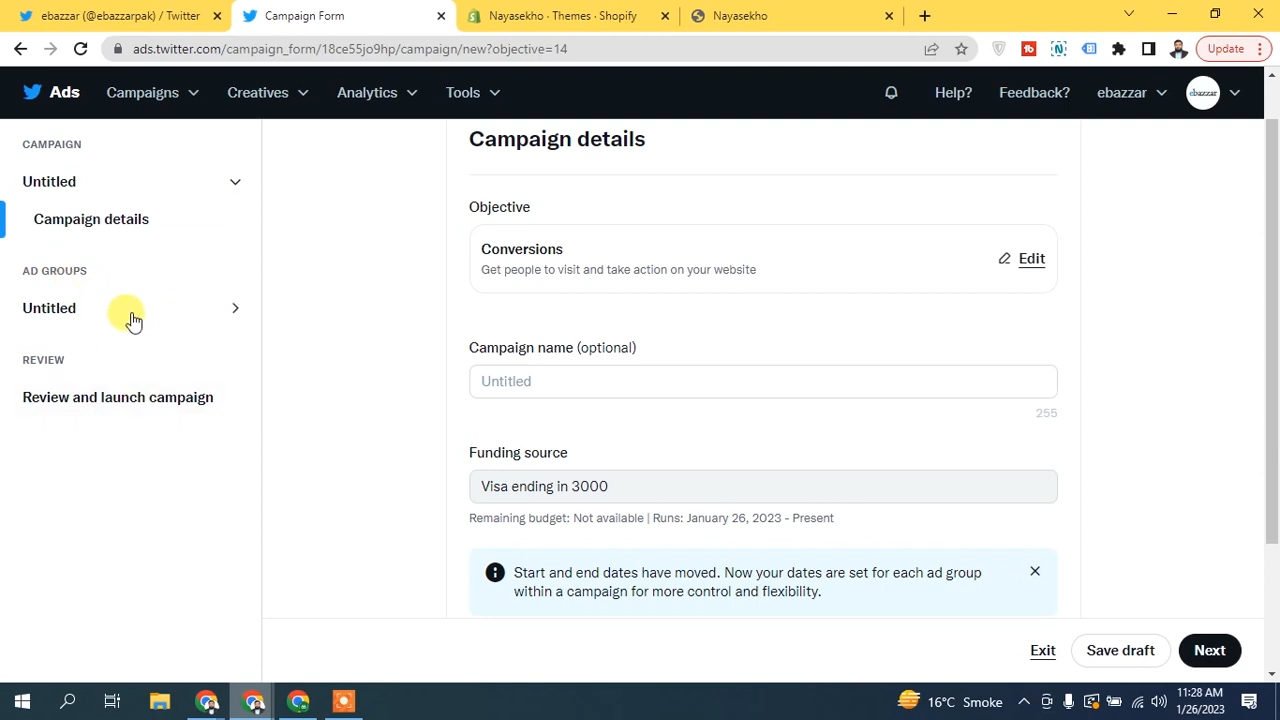 ebazzar (@ebazzarpak) / Twitter
Campaign Form
Nayasekho · Themes · Shopify
Nayasekho
ads.twitter.com/campaign_form/18ce55jo9hp/campaign/new?objective=14
Update
Ads
Campaigns
Creatives
Analytics
Tools
Help?
Feedback?
ebazzar
ebazzar
CAMPAIGN
Untitled
Campaign details
AD GROUPS
Untitled
REVIEW
Review and launch campaign
Campaign details
Objective
Conversions
Get people to visit and take action on your website
Edit
Campaign name (optional)
Untitled
255
Funding source
Visa ending in 3000
Remaining budget: Not available | Runs: January 26, 2023 - Present
Start and end dates have moved. Now your dates are set for each ad group
within a campaign for more control and flexibility.
Exit
Save draft
Next
16°C Smoke
11:28 AM
1/26/2023